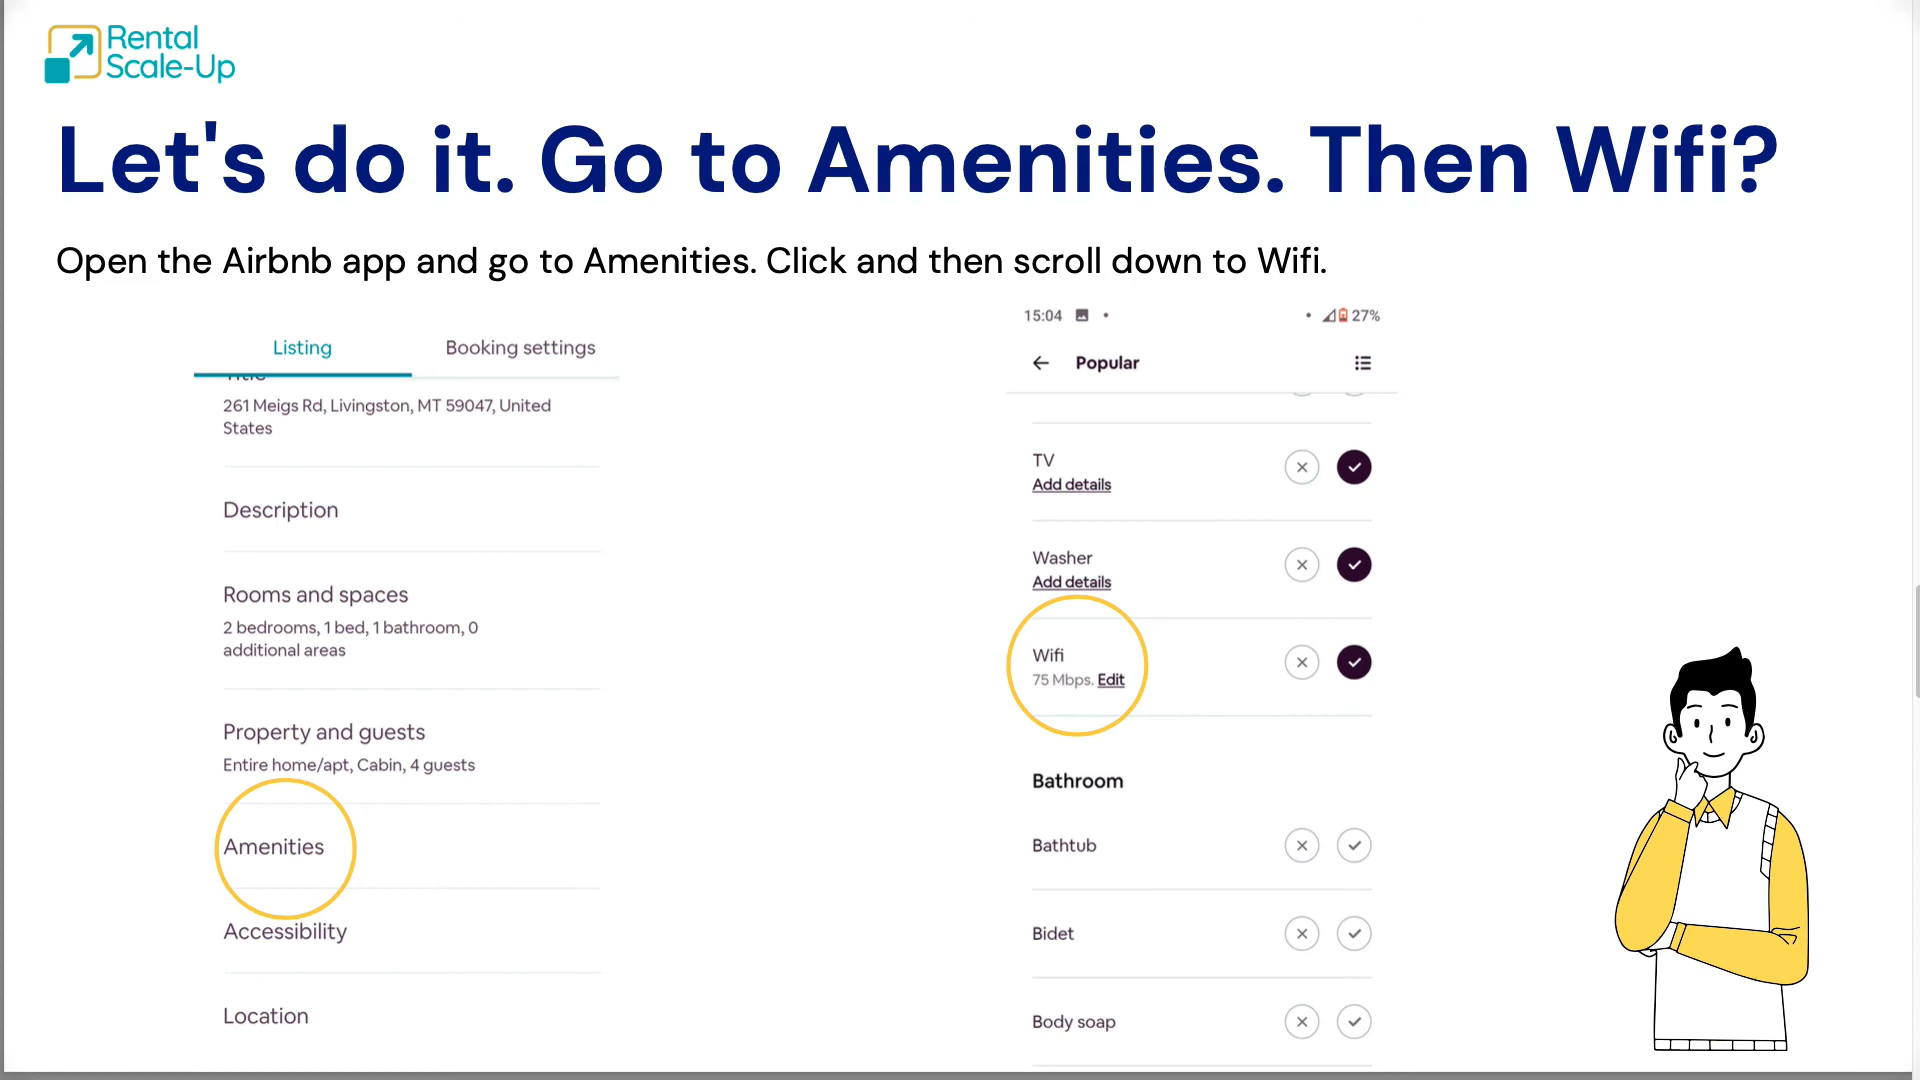 Rental
Scale-Up
Let's do it. Go to Amenities. Then Wifi?
Open the Airbnb app and go to Amenities. Click and then scroll down to Wifi.
Listing
Booking settings
Title
261 Meigs Rd, Livingston, MT 59047, United
States
Description
Rooms and spaces
2 bedrooms, 1 bed, 1 bathroom, 0
additional areas
Property and guests
Entire home/apt, Cabin, 4 guests
Amenities
Accessibility
Location
15:04
27%
Popular
TV
Add details
Washer
Add details
Wifi
75 Mbps. Edit
Bathroom
Bathtub
Bidet
Body soap